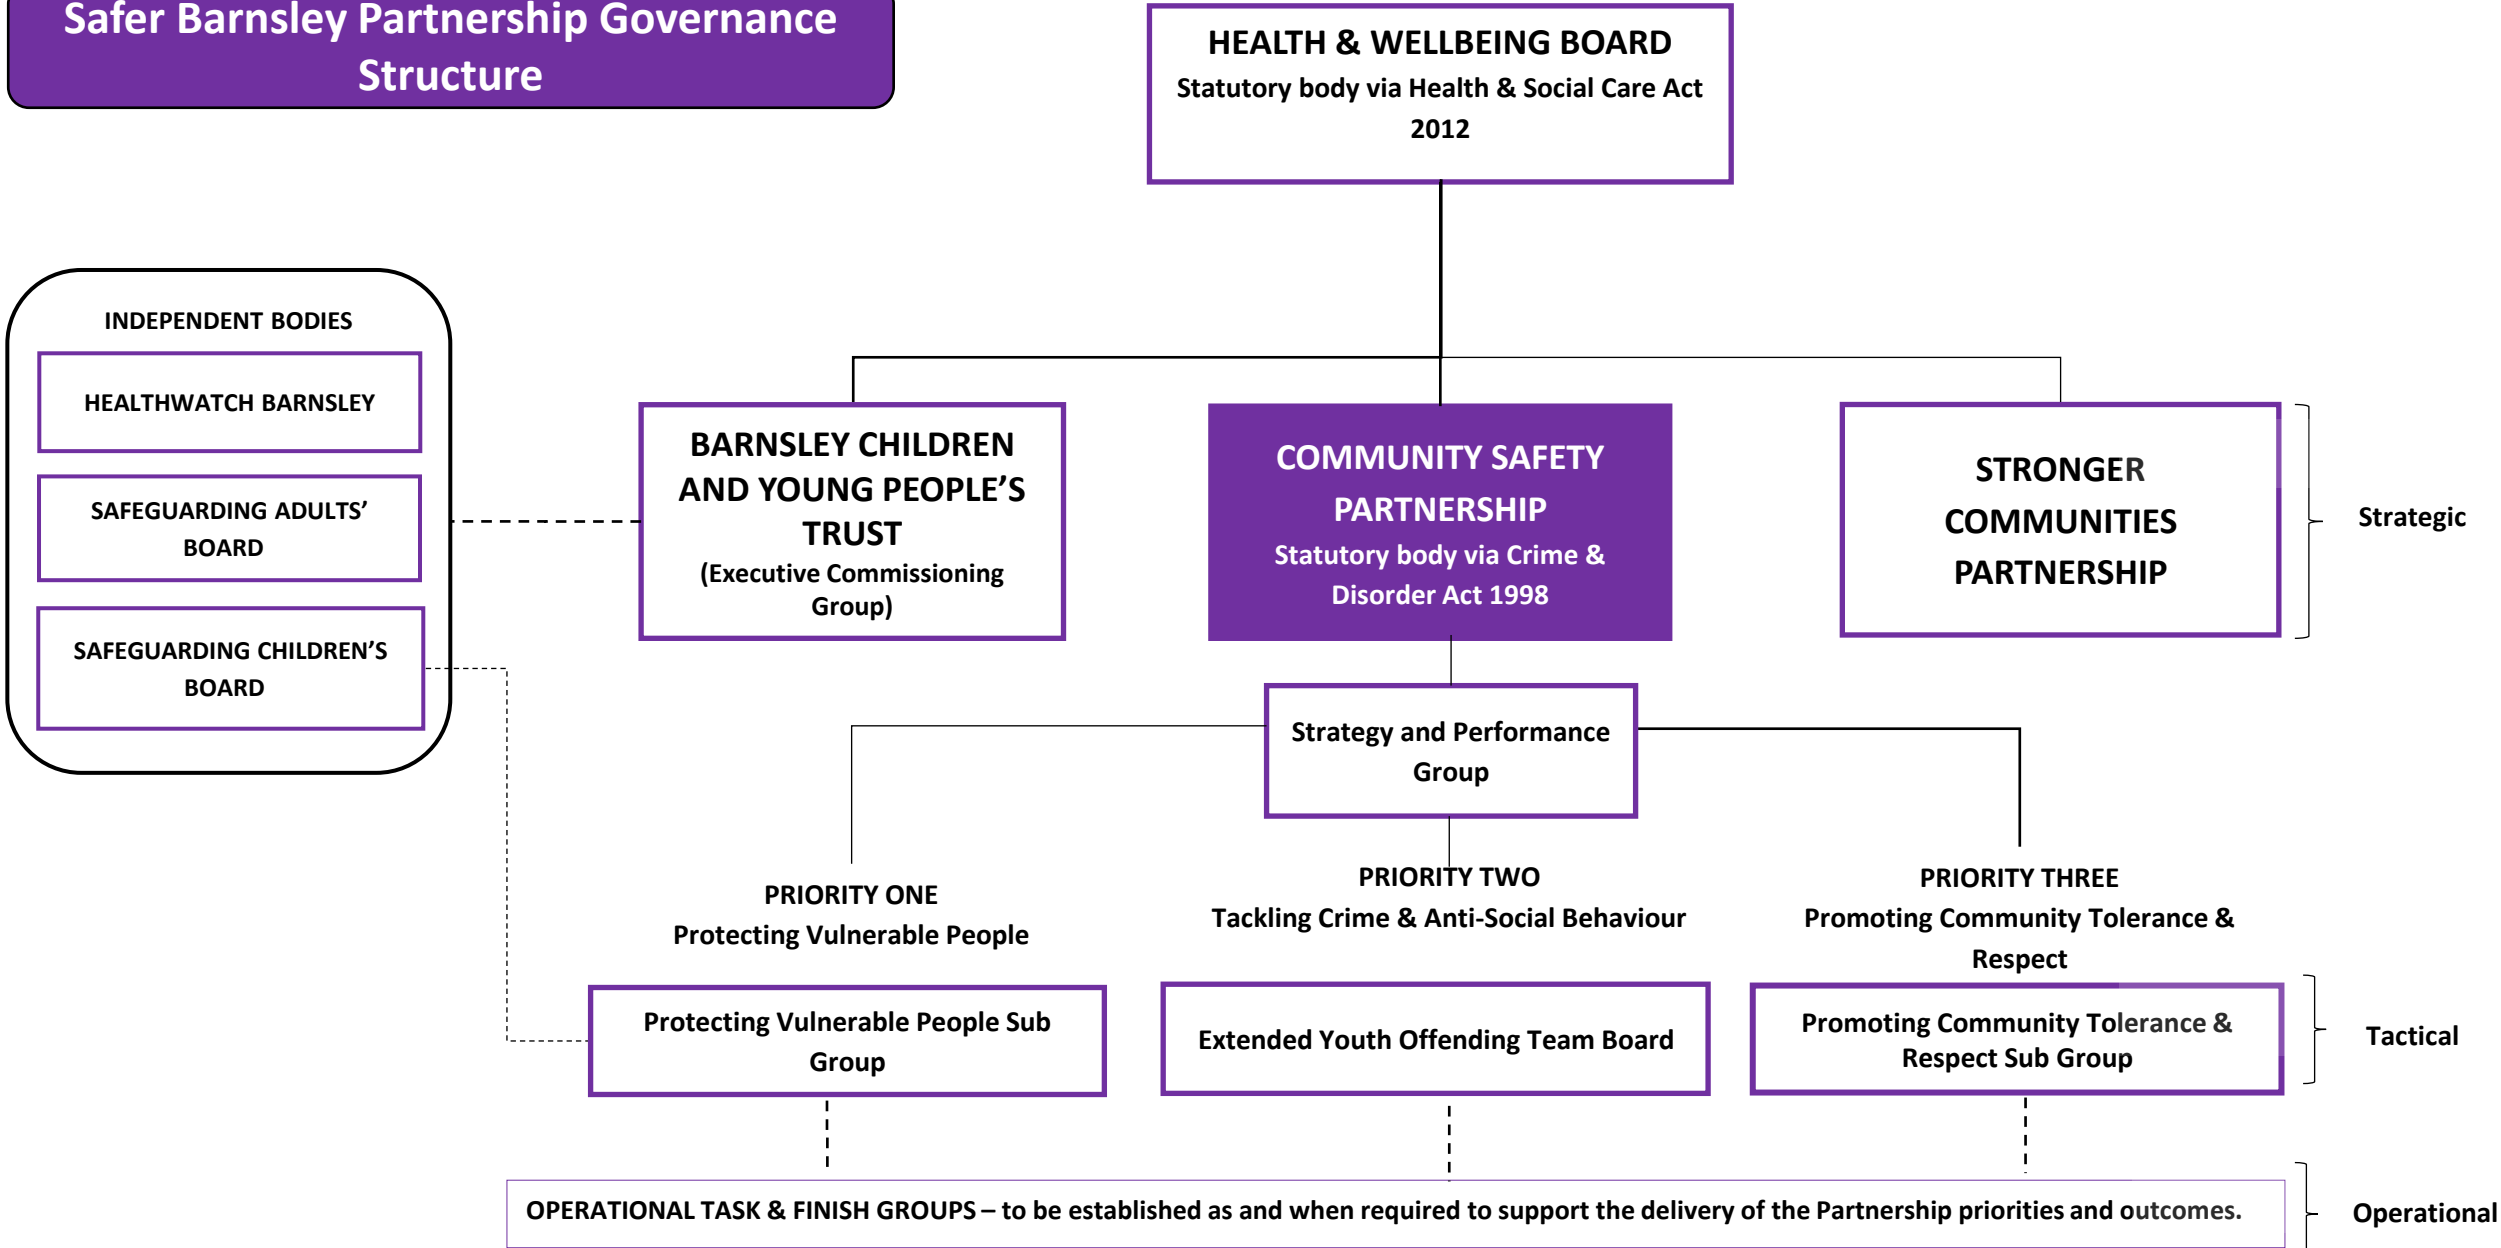 Safer Barnsley Partnership Governance
Structure
HEALTH & WELLBEING BOARD
Statutory body via Health & Social Care Act
2012
INDEPENDENT BODIES
HEALTHWATCH BARNSLEY
SAFEGUARDING ADULTS’
BOARD
SAFEGUARDING CHILDREN’S
BOARD
BARNSLEY CHILDREN
AND YOUNG PEOPLE’S
TRUST
(Executive Commissioning
Group)
COMMUNITY SAFETY
PARTNERSHIP
Statutory body via Crime &
Disorder Act 1998
STRONGER
COMMUNITIES
PARTNERSHIP
Strategic
Strategy and Performance
Group
PRIORITY ONE
Protecting Vulnerable People
PRIORITY TWO
Tackling Crime & Anti-Social Behaviour
PRIORITY THREE
Promoting Community Tolerance &
Respect
Protecting Vulnerable People Sub
Group
Extended Youth Offending Team Board
Promoting Community Tolerance &
Respect Sub Group
Tactical
OPERATIONAL TASK & FINISH GROUPS – to be established as and when required to support the delivery of the Partnership priorities and outcomes.
Operational